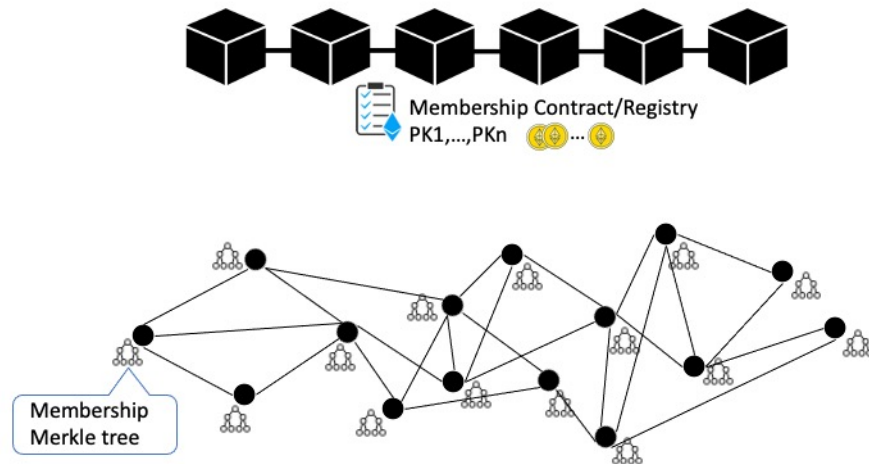 Membership Contract/Registry
PK1,...,PKn ...
Membership
Merkle tree